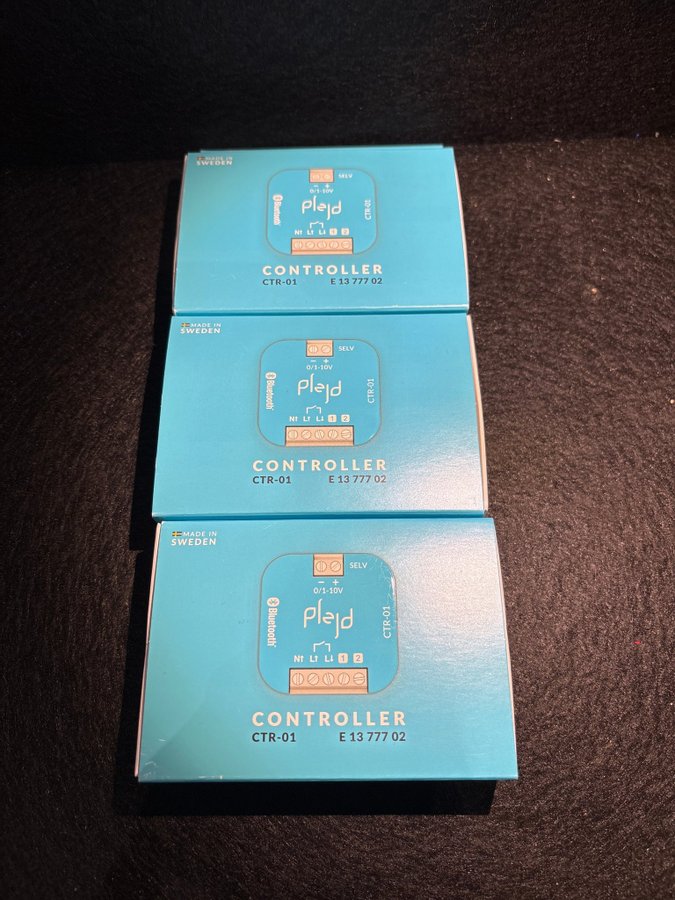 MADE IN
SWEDEN
SELV
− +
0/1-10V
Bluetooth®
Plejd
CTR-01
N↑ L↑ L↓ 1 2
CONTROLLER
CTR-01 E 13 777 02
MADE IN
SWEDEN
SELV
− +
0/1-10V
Bluetooth®
Plejd
CTR-01
N↑ L↑ L↓ 1 2
CONTROLLER
CTR-01 E 13 777 02
MADE IN
SWEDEN
SELV
− +
0/1-10V
Bluetooth®
Plejd
CTR-01
N↑ L↑ L↓ 1 2
CONTROLLER
CTR-01 E 13 777 02